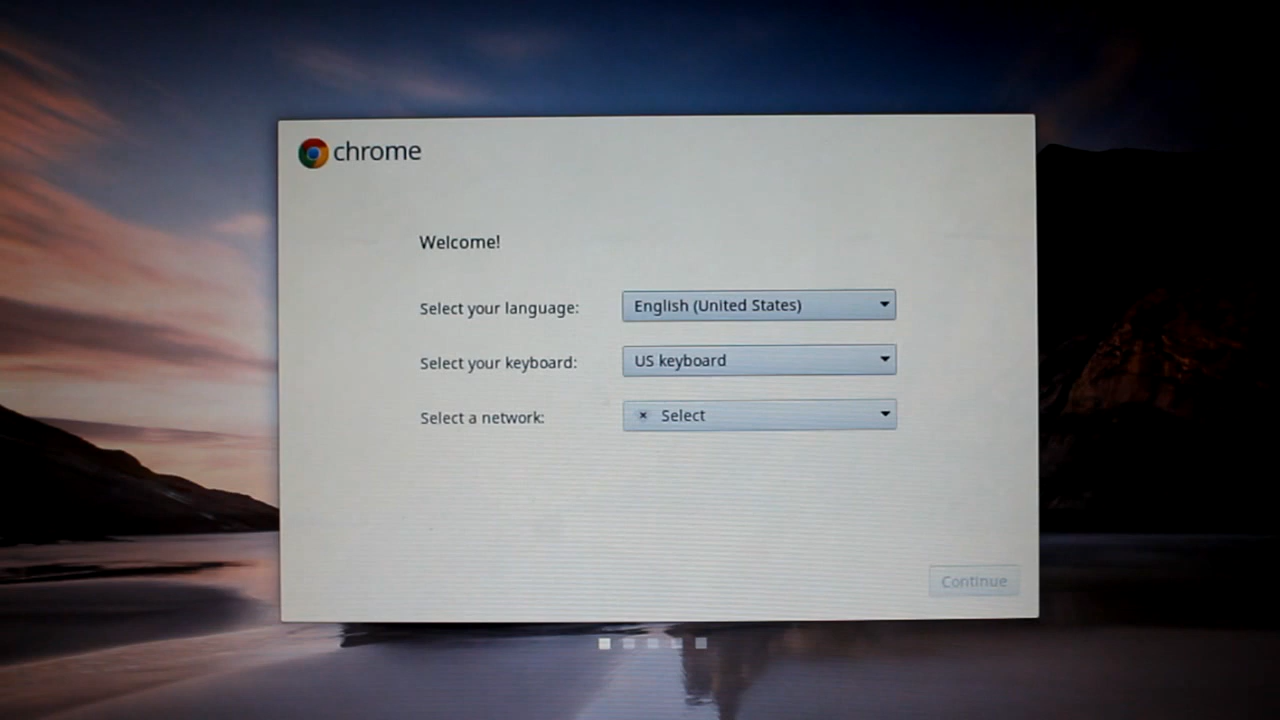 chrome
Welcome!
Select your language: English (United States)
Select your keyboard: US keyboard
Select a network: × Select
Continue